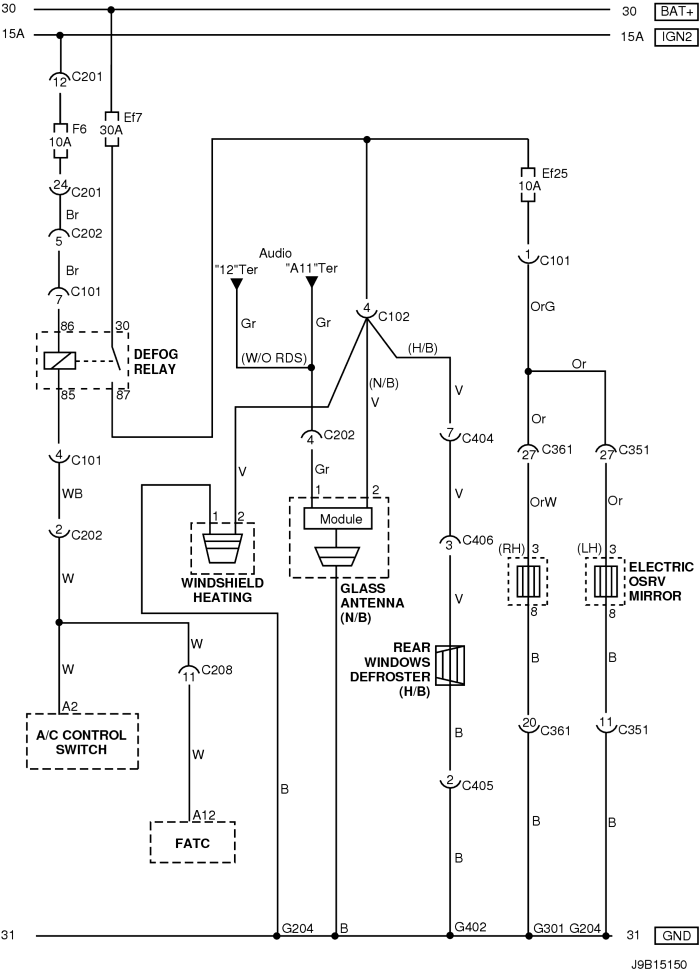 30
30
BAT+
15A
15A
IGN2
12
C201
F6
10A
Ef7
30A
24
C201
Br
5
C202
Br
7
C101
86
30
DEFOG
RELAY
85
87
4
C101
WB
2
C202
W
W
W
11
C208
A2
A/C CONTROL
SWITCH
W
A12
FATC
Audio
"12"Ter
"A11"Ter
Gr
Gr
(W/O RDS)
4
C202
Gr
4
C102
(H/B)
(N/B)
V
V
V
1
2
WINDSHIELD
HEATING
1
2
Module
GLASS
ANTENNA
(N/B)
7
C404
V
3
C406
V
REAR
WINDOWS
DEFROSTER
(H/B)
B
2
C405
B
Ef25
10A
1
C101
OrG
Or
Or
27
C361
27
C351
OrW
Or
(RH)
3
(LH)
3
ELECTRIC
OSRV
MIRROR
8
8
B
B
20
C361
11
C351
B
B
B
31
G204
B
G402
G301
G204
31
GND
J9B15150